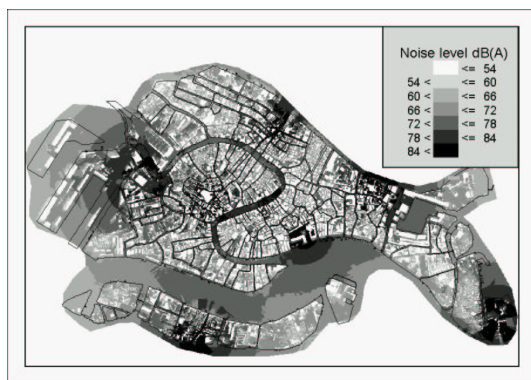 Noise level dB(A)
<= 54
54 < <= 60
60 < <= 66
66 < <= 72
72 < <= 78
78 < <= 84
84 <